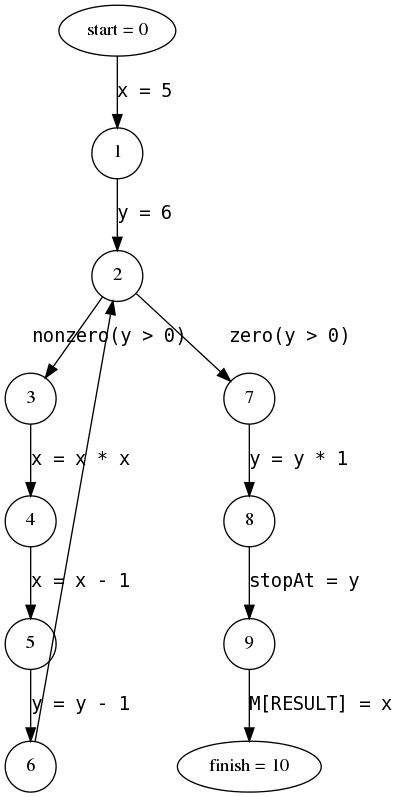 start = 0
x = 5
1
y = 6
2
nonzero(y > 0)
zero(y > 0)
3
7
x = x * x
y = y * 1
4
8
x = x - 1
stopAt = y
5
9
y = y - 1
M[RESULT] = x
6
finish = 10